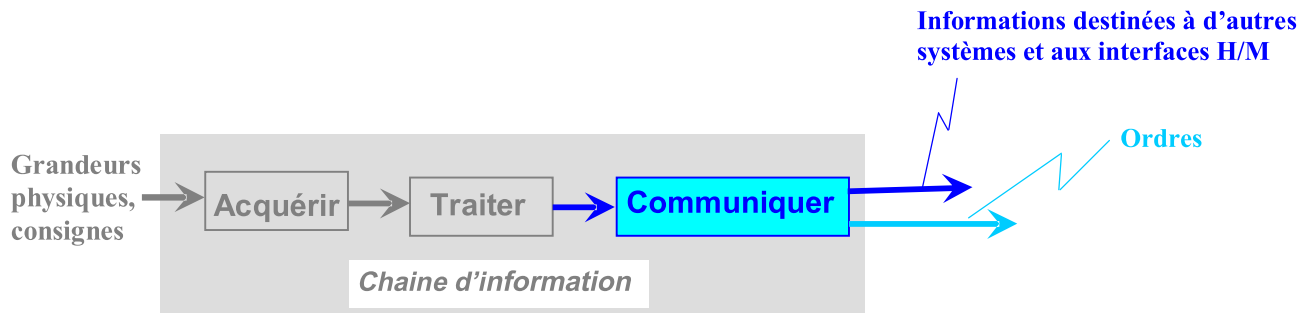 Informations destinées à d’autres
systèmes et aux interfaces H/M
Ordres
Grandeurs
physiques,
consignes
Acquérir
Traiter
Communiquer
Chaine d’information